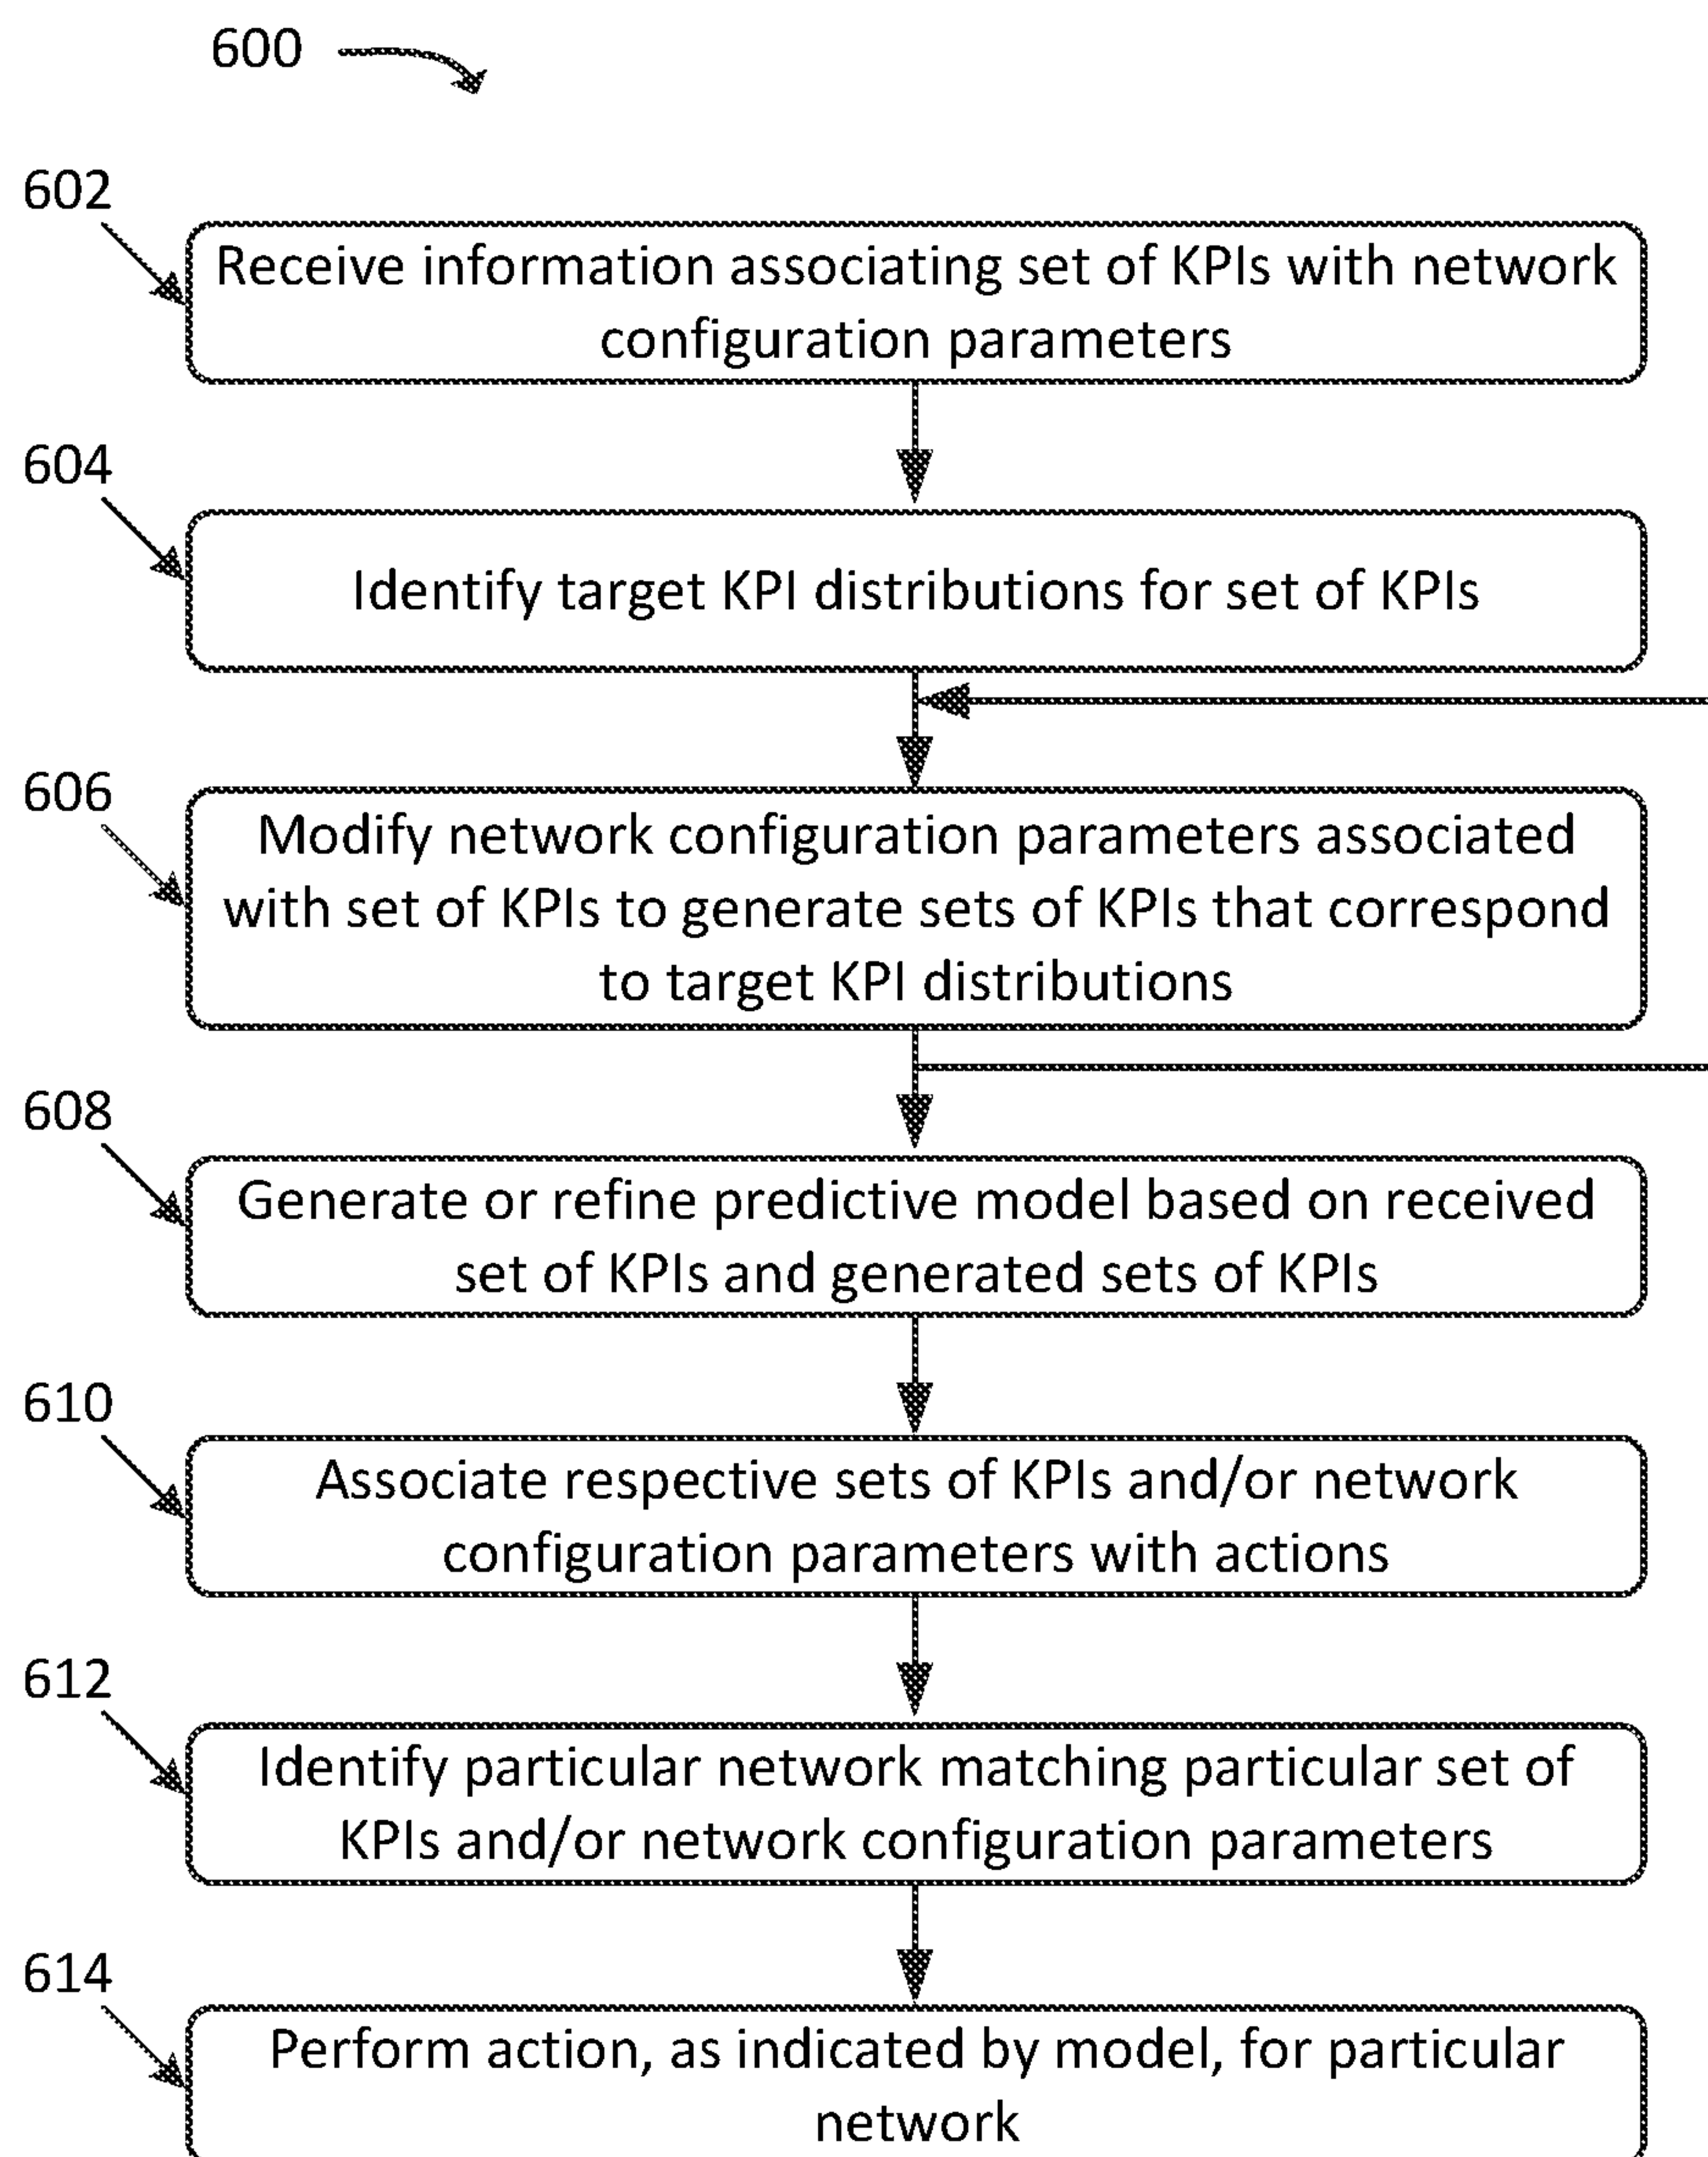 600
602
Receive information associating set of KPIs with network
configuration parameters
604
Identify target KPI distributions for set of KPIs
606
Modify network configuration parameters associated
with set of KPIs to generate sets of KPIs that correspond
to target KPI distributions
608
Generate or refine predictive model based on received
set of KPIs and generated sets of KPIs
610
Associate respective sets of KPIs and/or network
configuration parameters with actions
612
Identify particular network matching particular set of
KPIs and/or network configuration parameters
614
Perform action, as indicated by model, for particular
network